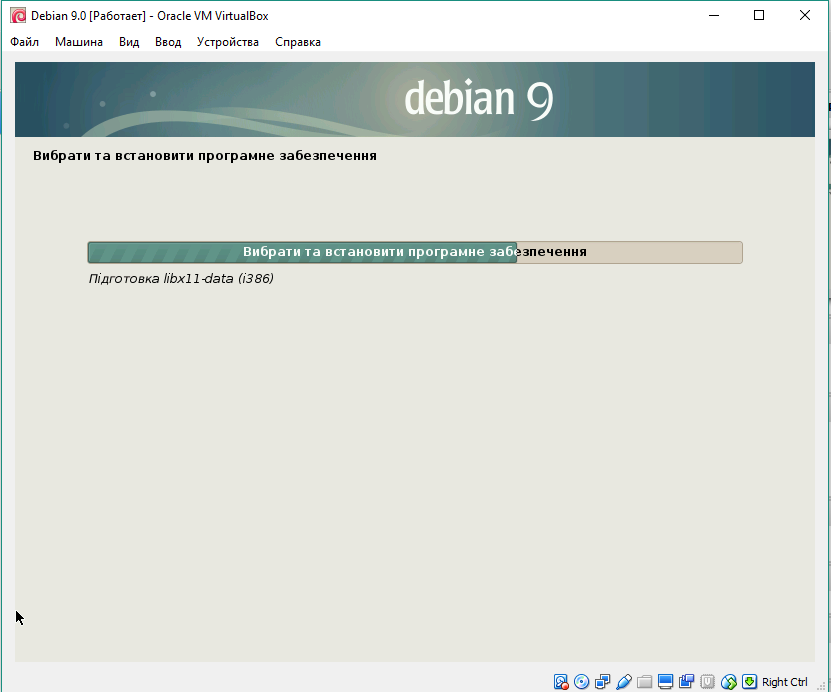 Debian 9.0 [Работает] - Oracle VM VirtualBox
Файл Машина Вид Ввод Устройства Справка
debian 9
Вибрати та встановити програмне забезпечення
Вибрати та встановити програмне забезпечення
Підготовка libx11-data (i386)
Right Ctrl